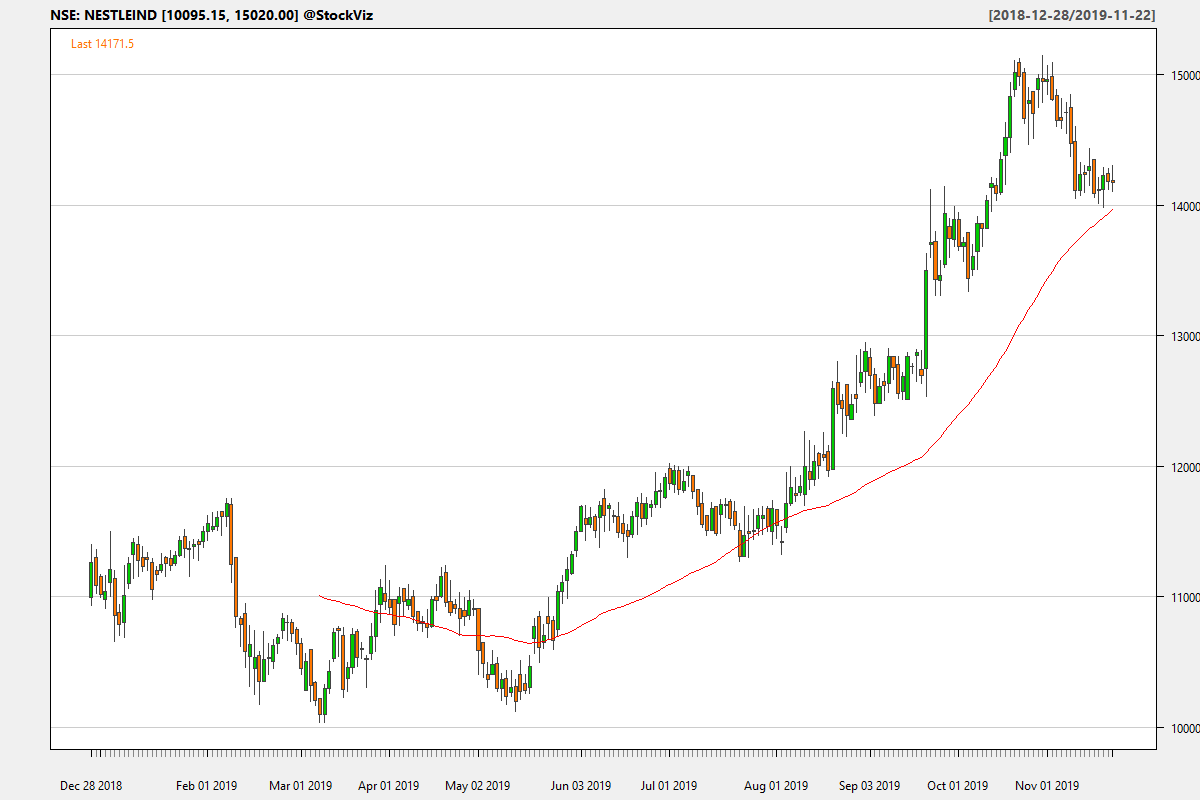 NSE: NESTLEIND [10095.15, 15020.00] @StockViz [2018-12-28/2019-11-22]
Last 14171.5
15000
14000
13000
12000
11000
10000
Dec 28 2018 Feb 01 2019 Mar 01 2019 Apr 01 2019 May 02 2019 Jun 03 2019 Jul 01 2019 Aug 01 2019 Sep 03 2019 Oct 01 2019 Nov 01 2019